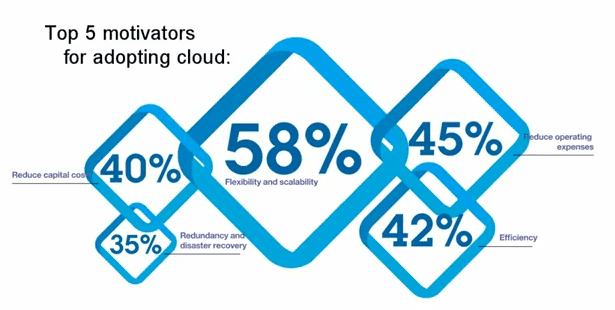 Top 5 motivators
for adopting cloud:
58%
Flexibility and scalability
45%
Reduce operating
expenses
40%
Reduce capital cost
42%
Efficiency
35%
Redundancy and
disaster recovery